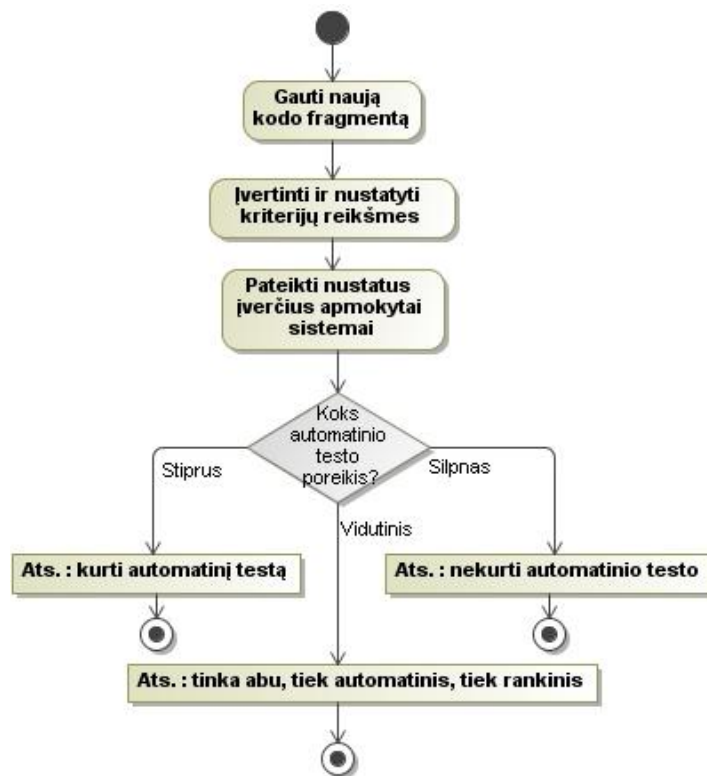 Gauti naują
kodo fragmentą
Įvertinti ir nustatyti
kriterijų reikšmes
Pateikti nustatus
įverčius apmokytai
sistemai
Koks
automatinio
testo
poreikis?
Stiprus
Silpnas
Vidutinis
Ats. : kurti automatinį testą
Ats. : nekurti automatinio testo
Ats. : tinka abu, tiek automatinis, tiek rankinis